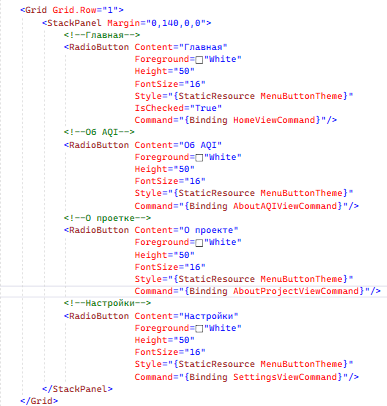 <Grid Grid.Row="1">
<StackPanel Margin="0,140,0,0">
<!--Главная-->
<RadioButton Content="Главная"
Foreground="White"
Height="50"
FontSize="16"
Style="{StaticResource MenuButtonTheme}"
IsChecked="True"
Command="{Binding HomeViewCommand}"/>
<!--Об AQI-->
<RadioButton Content="Об AQI"
Foreground="White"
Height="50"
FontSize="16"
Style="{StaticResource MenuButtonTheme}"
Command="{Binding AboutAQIViewCommand}"/>
<!--О проетке-->
<RadioButton Content="О проекте"
Foreground="White"
Height="50"
FontSize="16"
Style="{StaticResource MenuButtonTheme}"
Command="{Binding AboutProjectViewCommand}"/>
<!--Настройки-->
<RadioButton Content="Настройки"
Foreground="White"
Height="50"
FontSize="16"
Style="{StaticResource MenuButtonTheme}"
Command="{Binding SettingsViewCommand}"/>
</StackPanel>
</Grid>